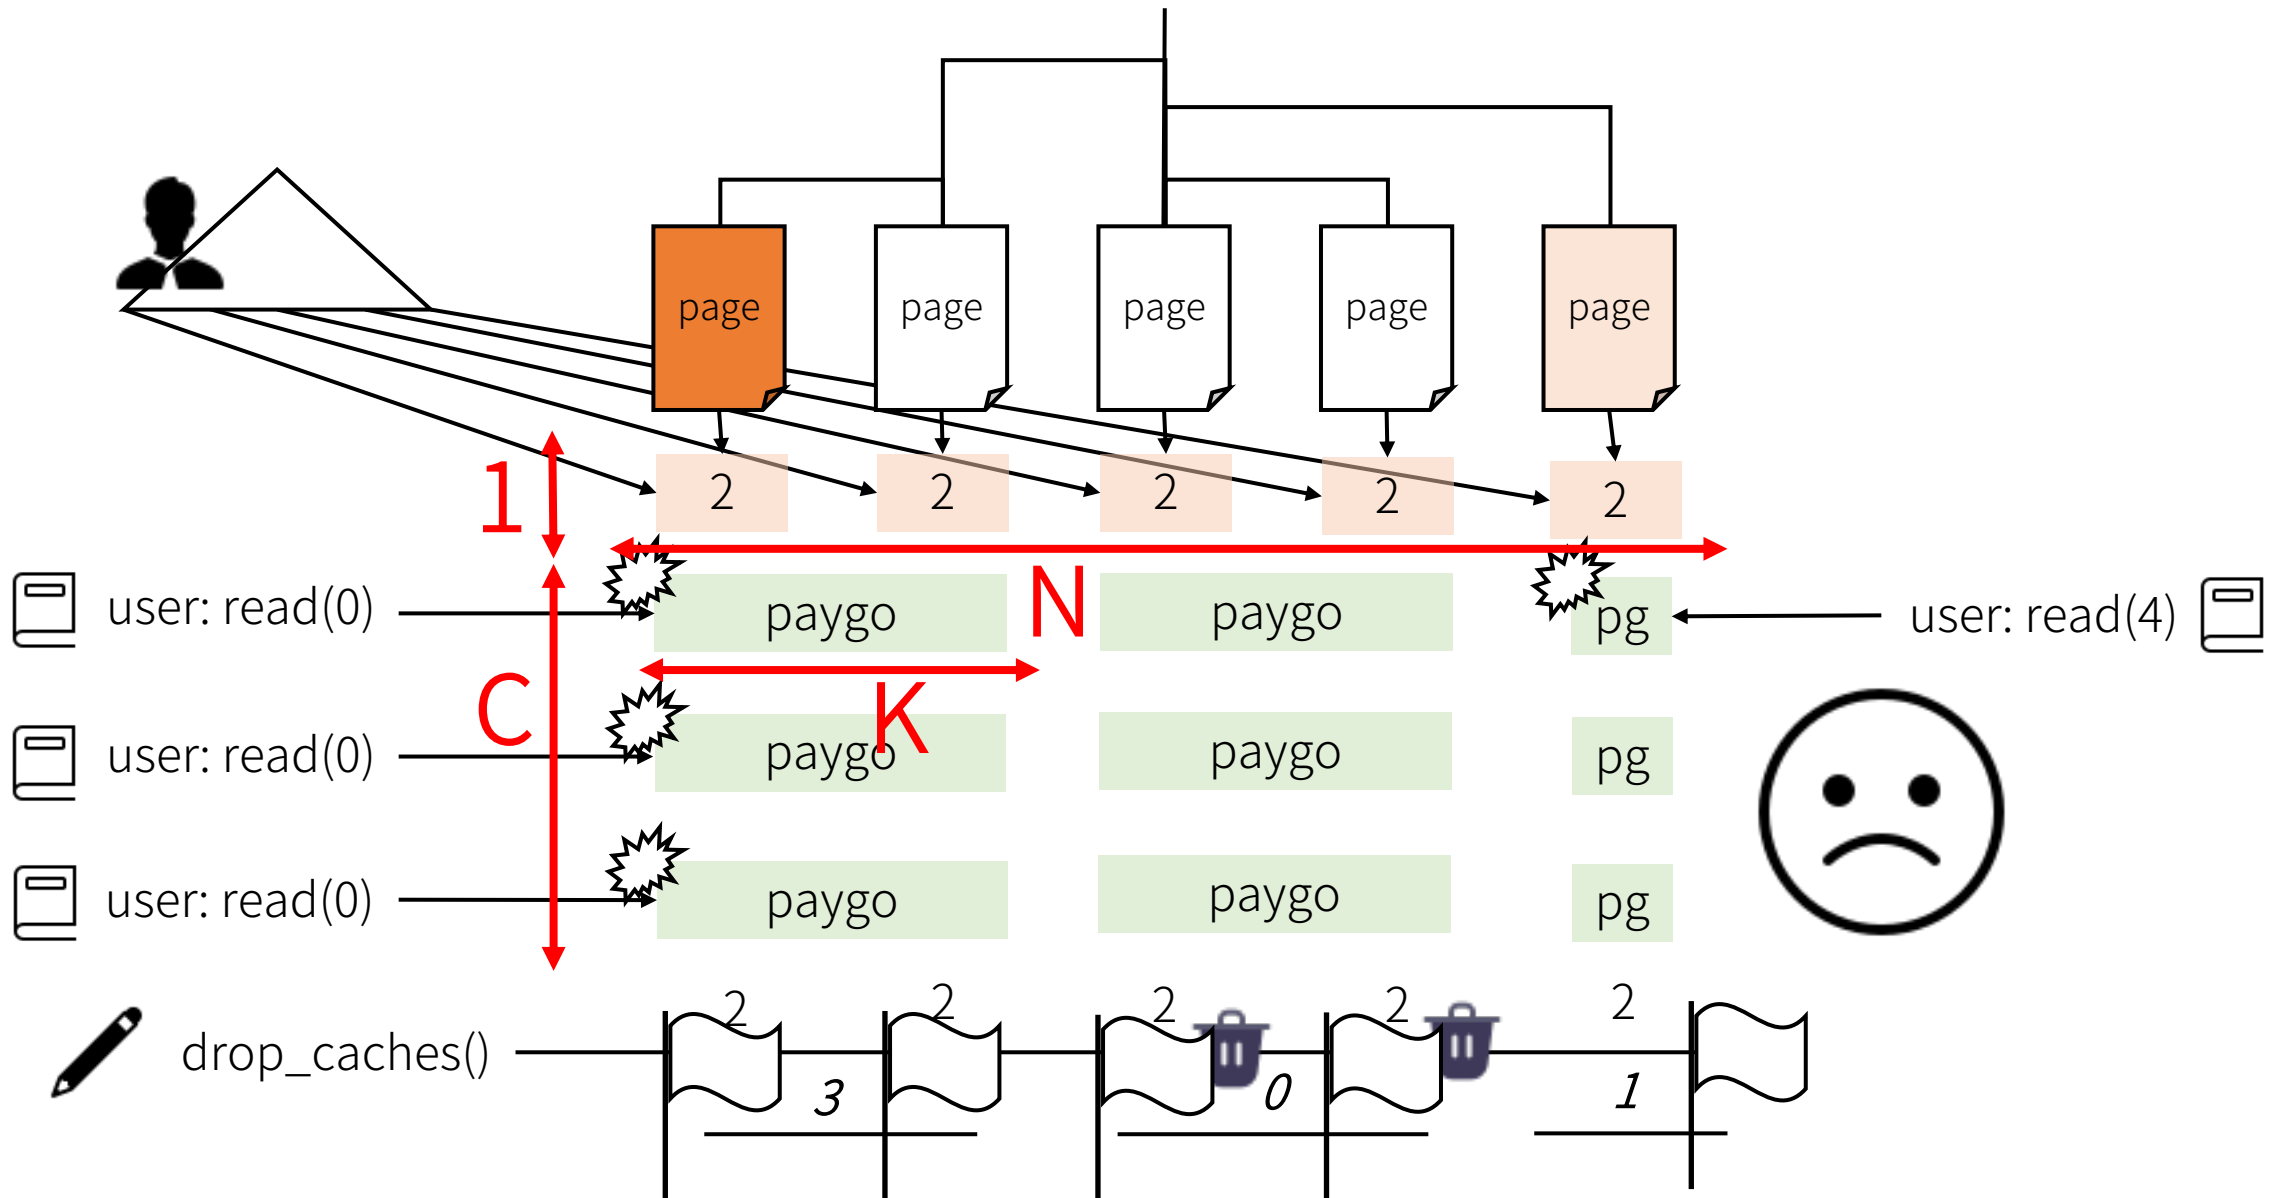 page page page page page
2 2 2 2 2
1
N
user: read(0) paygo paygo pg user: read(4)
C K
user: read(0) paygo paygo pg
user: read(0) paygo paygo pg
2 2 2 2 2
drop_caches()
3 0 1